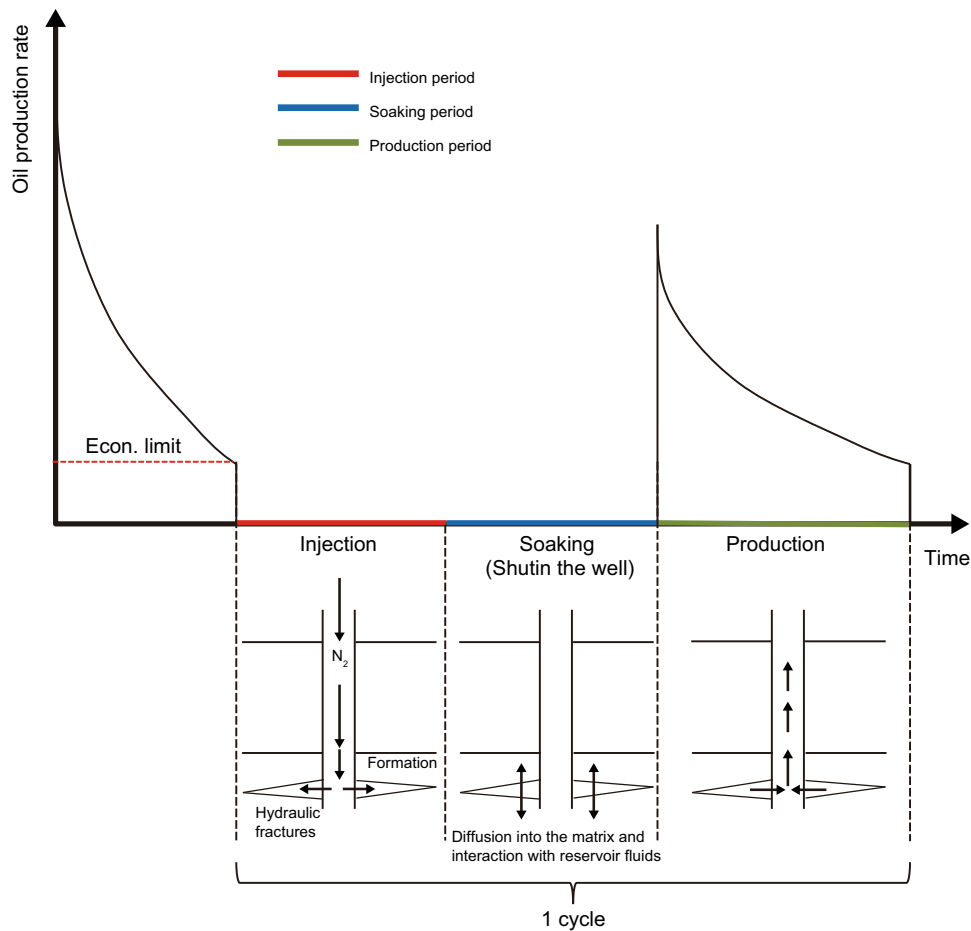 Oil production rate
Injection period
Soaking period
Production period
Econ. limit
Injection
Soaking
(Shutin the well)
Production
Time
N₂
Formation
Hydraulic
fractures
Diffusion into the matrix and
interaction with reservoir fluids
1 cycle